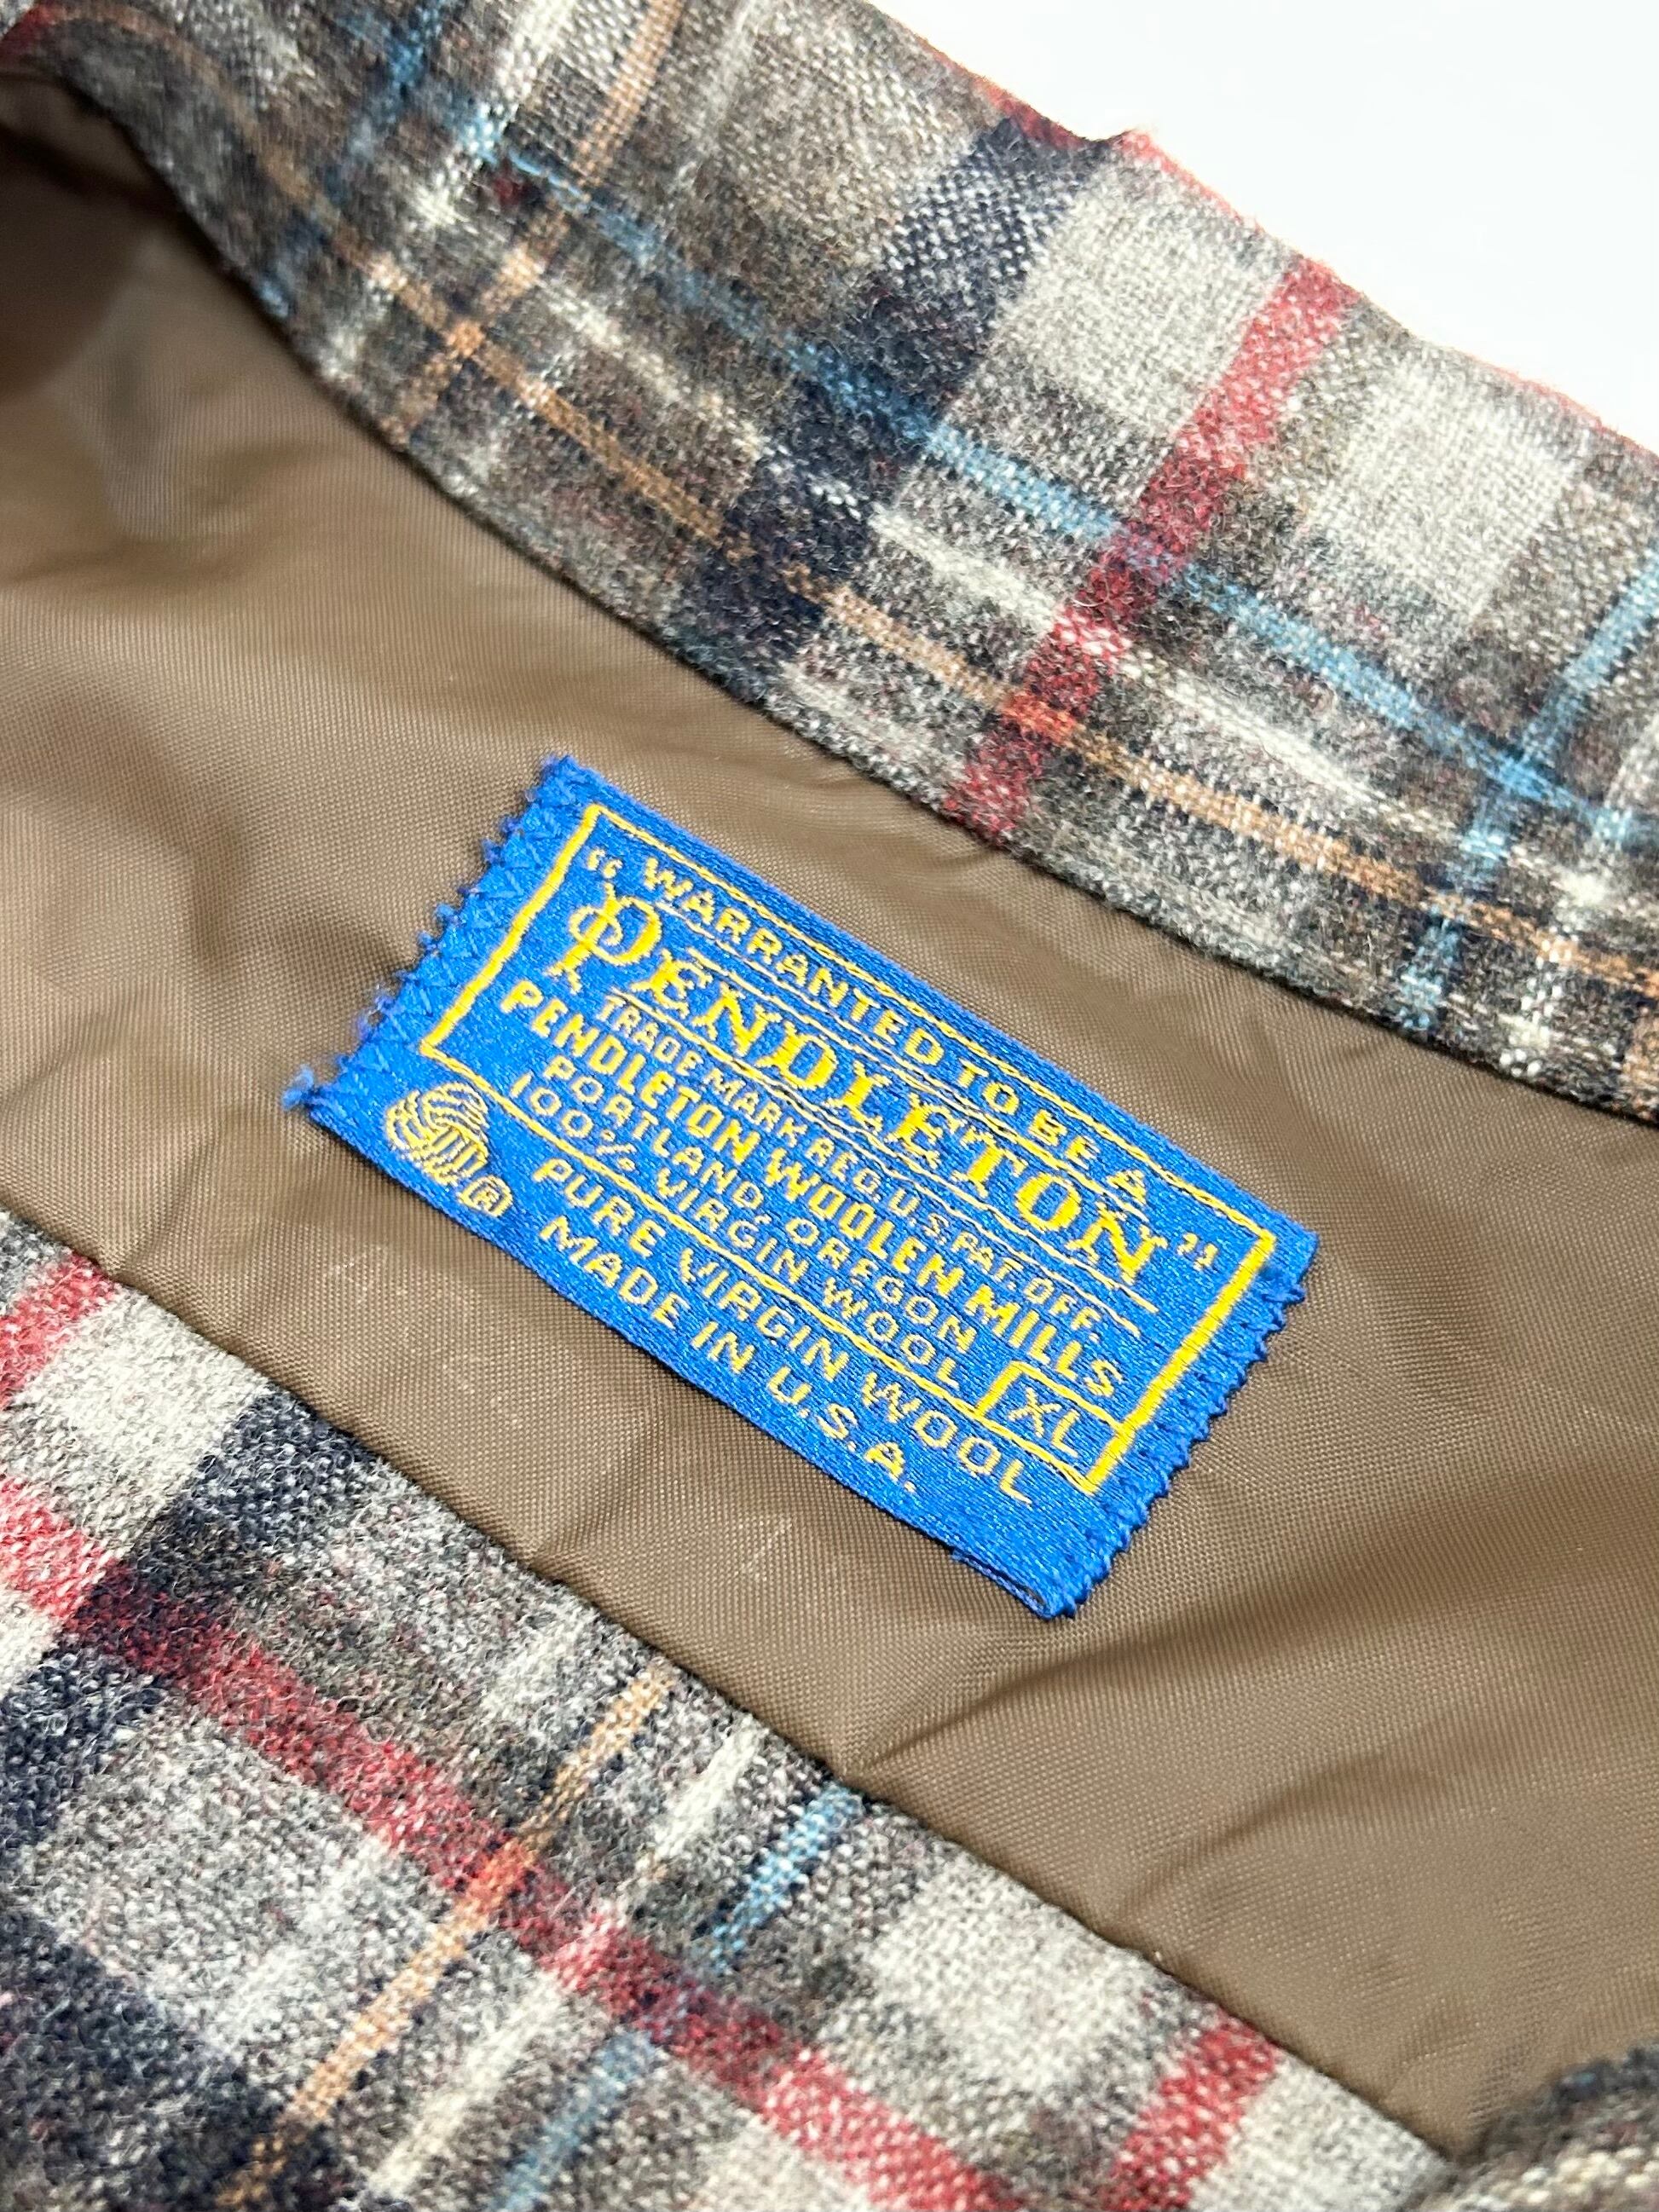 "WARRANTED TO BE A
PENDLETON"
TRADE MARK REG. U.S. PAT. OFF.
PENDLETON WOOLEN MILLS
PORTLAND, OREGON
100% VIRGIN WOOL XL
PURE VIRGIN WOOL
® MADE IN U.S.A.